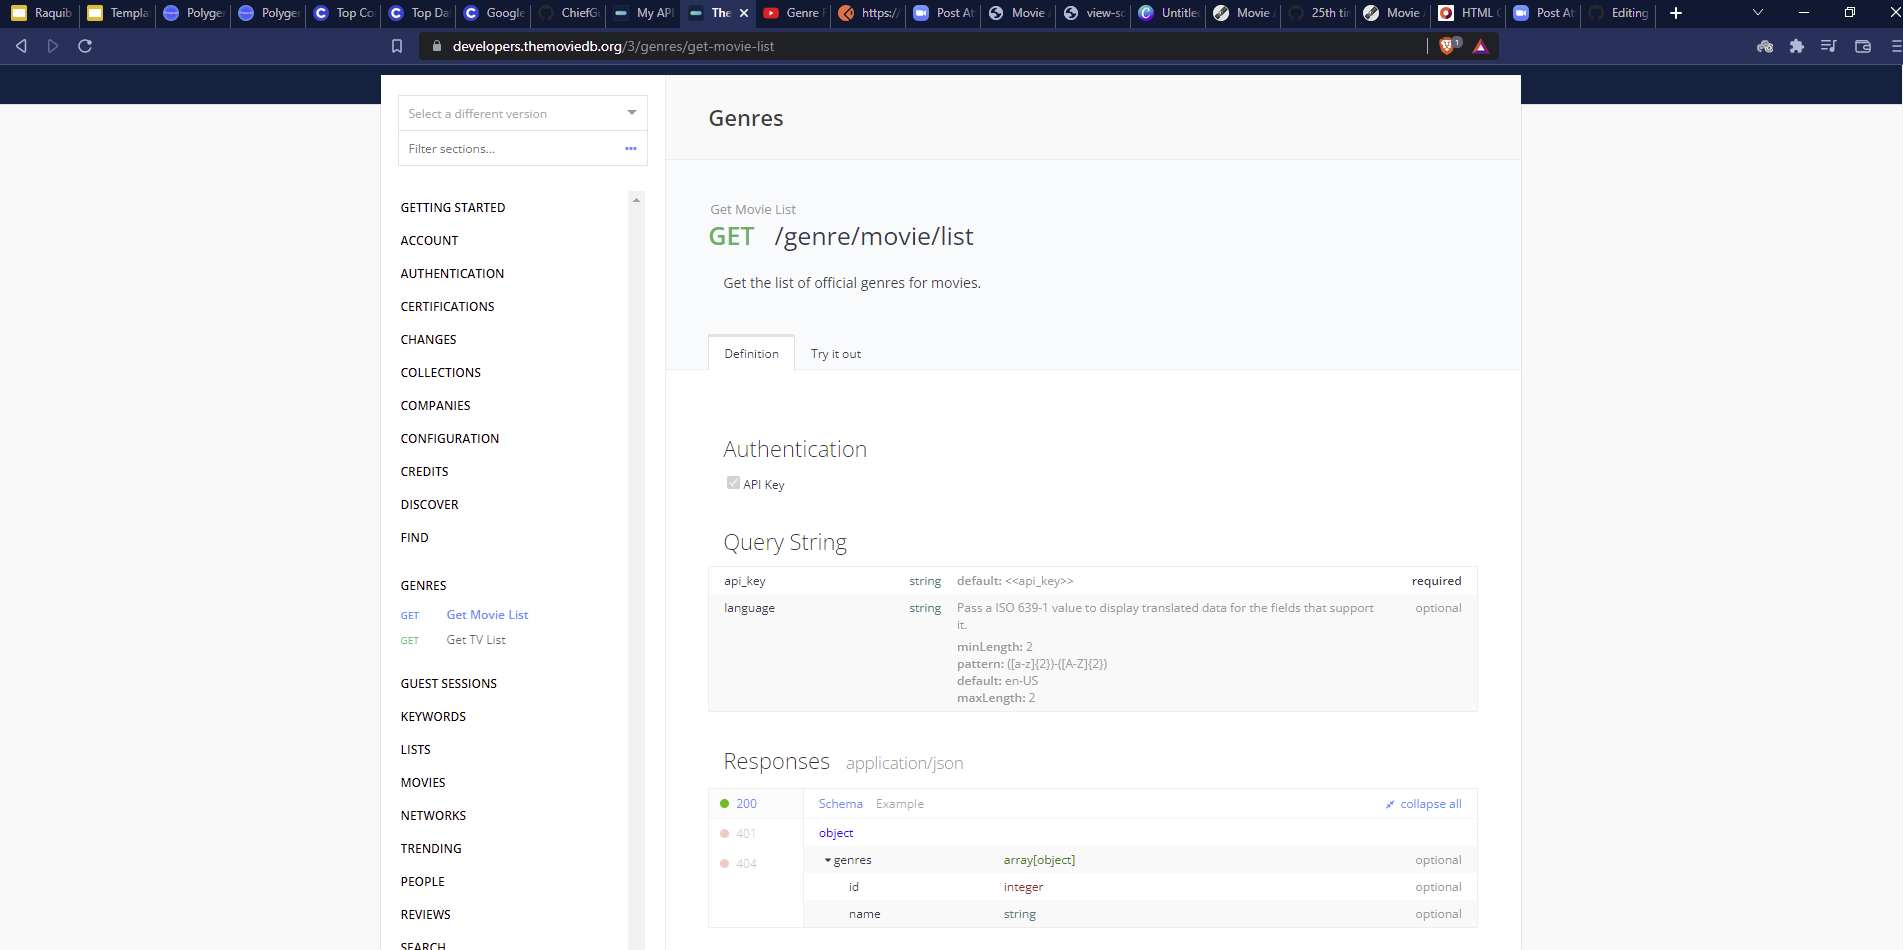 Raquib
Templat
Polyger
Polyger
Top Co
Top Da
Google
ChiefGu
My API
The
Genre
https:/
Post At
Movie
view-so
Untitle
Movie
25th tin
Movie
HTML
Post At
Editing
developers.themoviedb.org/3/genres/get-movie-list
1
Select a different version
Filter sections...
GETTING STARTED
ACCOUNT
AUTHENTICATION
CERTIFICATIONS
CHANGES
COLLECTIONS
COMPANIES
CONFIGURATION
CREDITS
DISCOVER
FIND
GENRES
GET Get Movie List
GET Get TV List
GUEST SESSIONS
KEYWORDS
LISTS
MOVIES
NETWORKS
TRENDING
PEOPLE
REVIEWS
SEARCH
Genres
Get Movie List
GET /genre/movie/list
Get the list of official genres for movies.
Definition Try it out
Authentication
API Key
Query String
api_key string default: <<api_key>> required
language string Pass a ISO 639-1 value to display translated data for the fields that support optional
it.
minLength: 2
pattern: ([a-z]{2})-([A-Z]{2})
default: en-US
maxLength: 2
Responses application/json
200 Schema Example collapse all
401 object
404 genres array[object] optional
id integer optional
name string optional